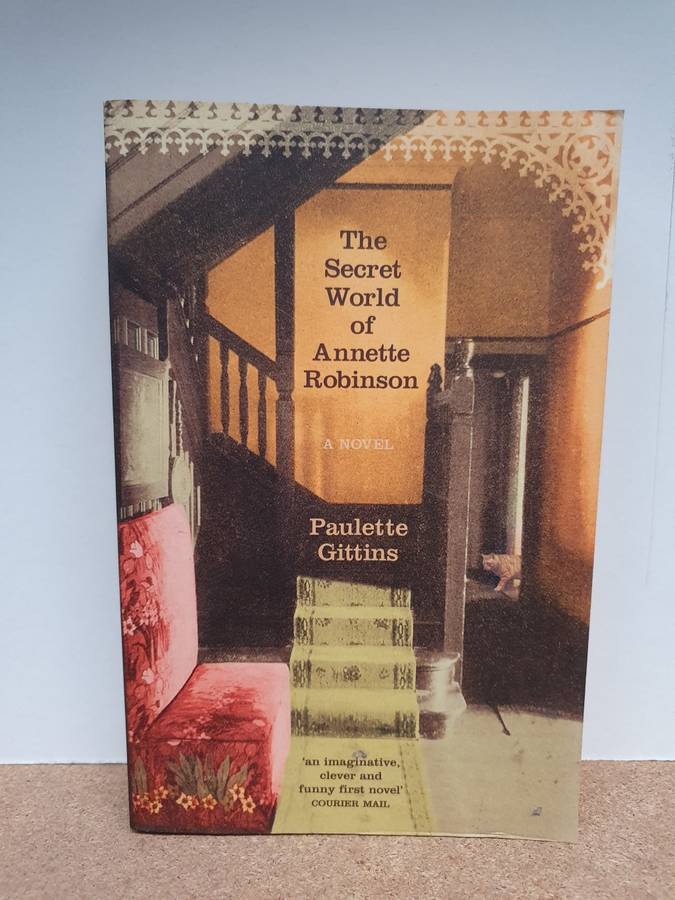 The
Secret
World
of
Annette
Robinson
A NOVEL
Paulette
Gittins
'an imaginative,
clever and
funny first novel'
COURIER MAIL